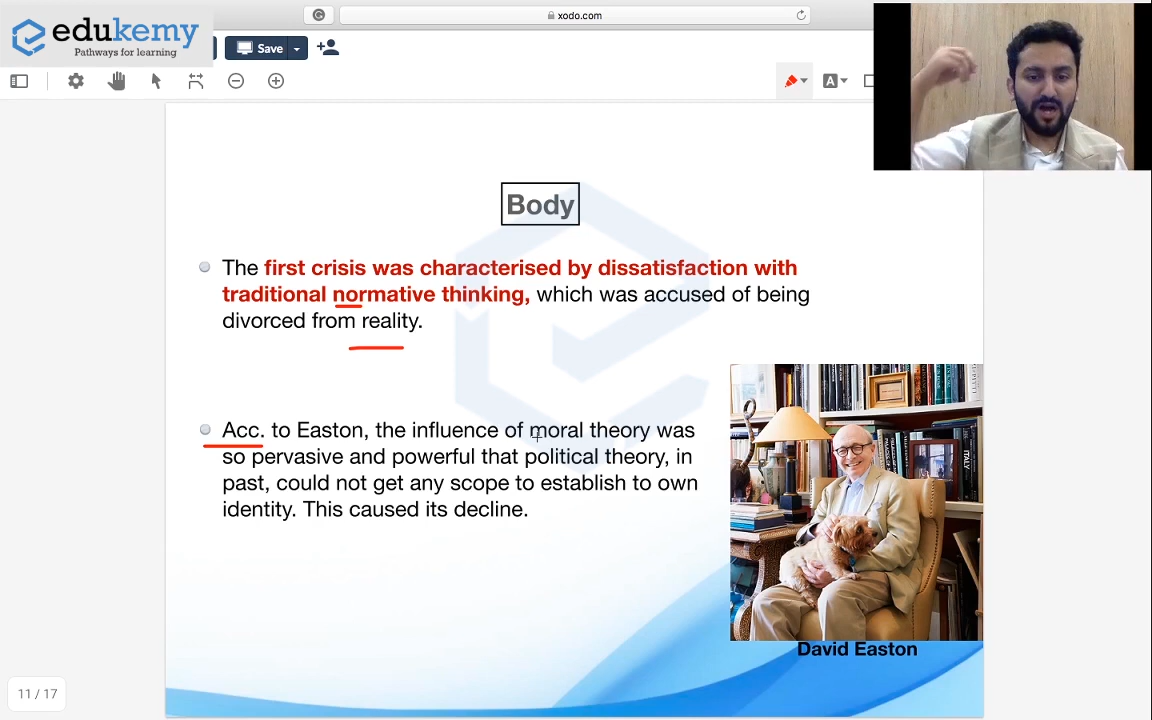 edukemy
Pathways for learning
xodo.com
Save
A
Body
The first crisis was characterised by dissatisfaction with
traditional normative thinking, which was accused of being
divorced from reality.
Acc. to Easton, the influence of moral theory was
so pervasive and powerful that political theory, in
past, could not get any scope to establish to own
identity. This caused its decline.
ITALY
David Easton
11 / 17